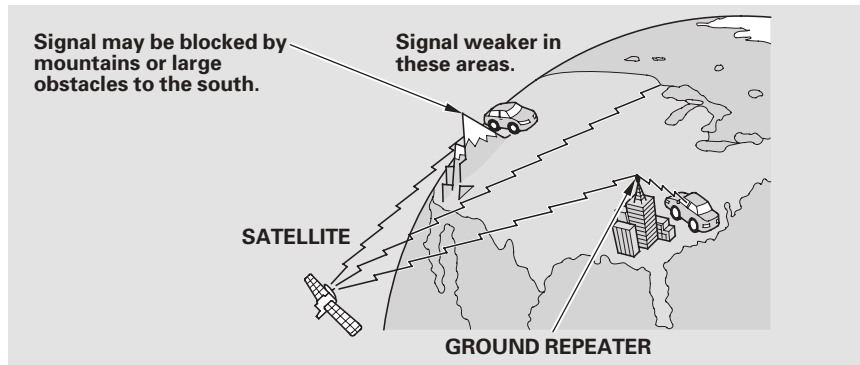 Signal may be blocked by
mountains or large
obstacles to the south.
Signal weaker in
these areas.
SATELLITE
GROUND REPEATER